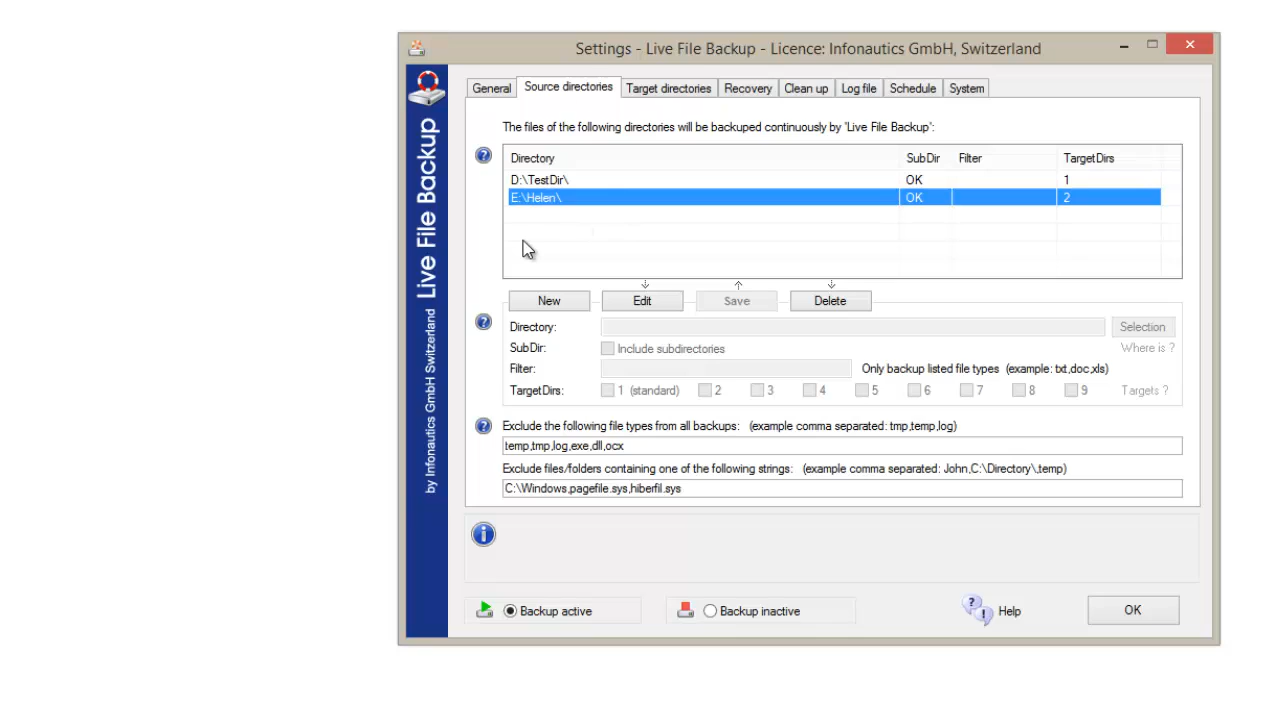 Settings - Live File Backup - Licence: Infonautics GmbH, Switzerland
by Infonautics GmbH Switzerland Live File Backup
General Source directories Target directories Recovery Clean up Log file Schedule System
The files of the following directories will be backuped continuously by 'Live File Backup':
Directory SubDir Filter TargetDirs
D:\TestDir\ OK 1
E:\Helen\ OK 2
New Edit Save Delete
Directory: Selection
SubDir: Include subdirectories Where is ?
Filter: Only backup listed file types (example: txt,doc,xls)
TargetDirs: 1 (standard) 2 3 4 5 6 7 8 9 Targets ?
Exclude the following file types from all backups: (example comma separated: tmp,temp,log)
temp,tmp,log,exe,dll,ocx
Exclude files/folders containing one of the following strings: (example comma separated: John,C:\Directory\,temp)
C:\Windows,pagefile.sys,hiberfil.sys
Backup active Backup inactive Help OK